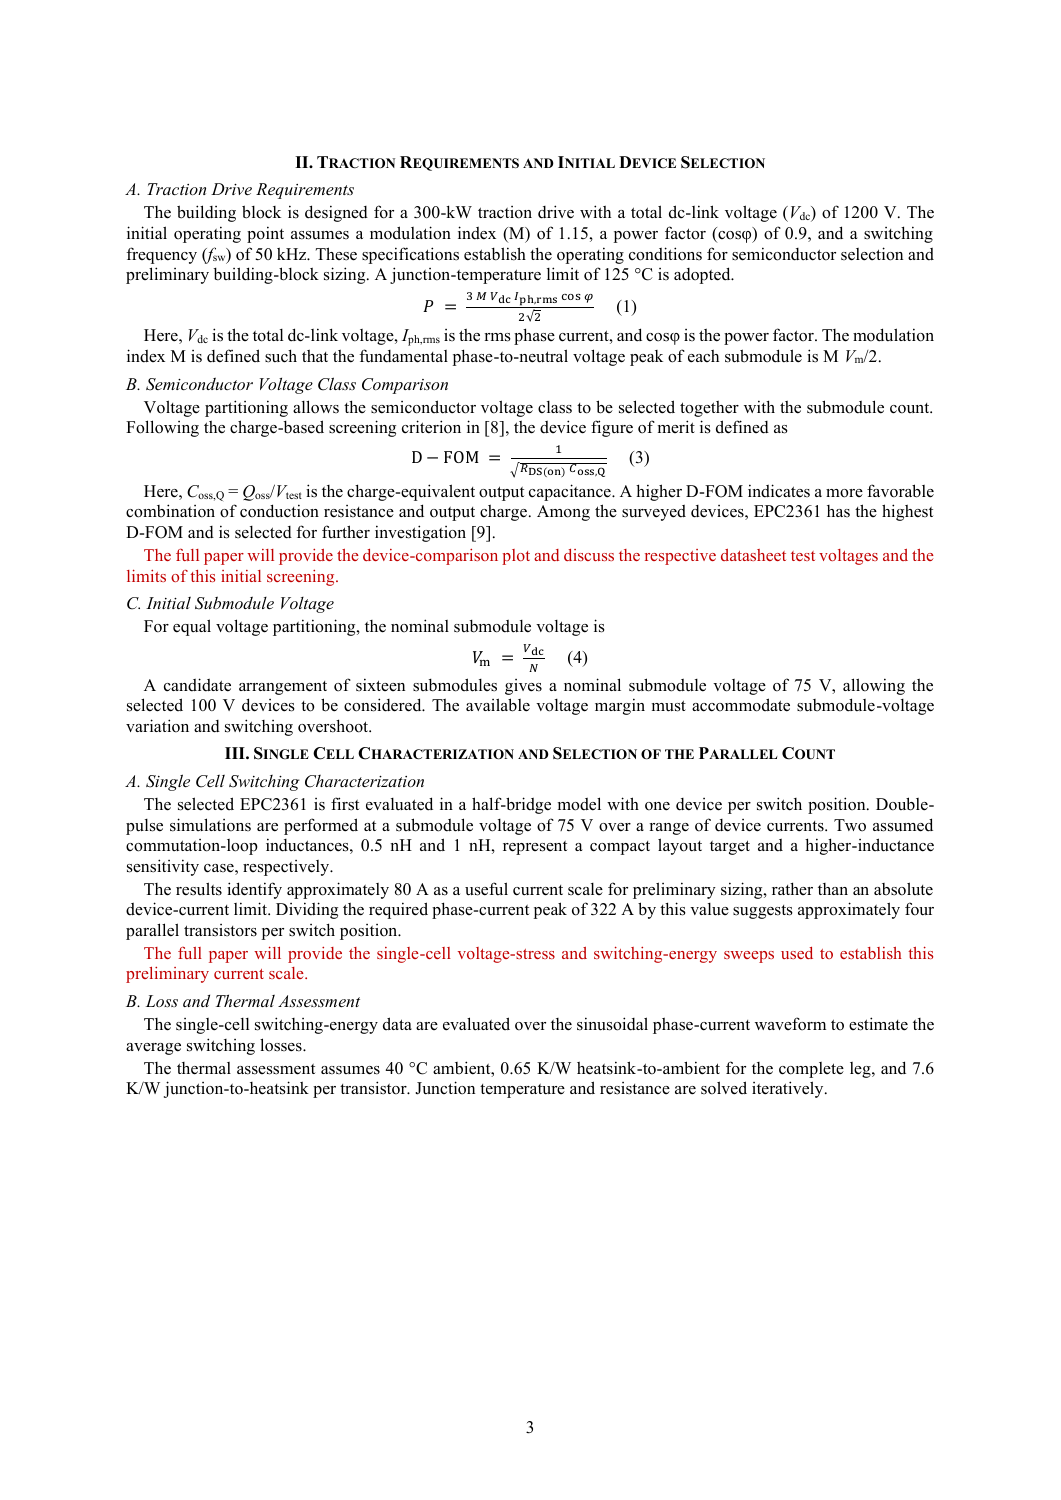 II. TRACTION REQUIREMENTS AND INITIAL DEVICE SELECTION
A. Traction Drive Requirements
The building block is designed for a 300-kW traction drive with a total dc-link voltage (Vdc) of 1200 V. The
initial operating point assumes a modulation index (M) of 1.15, a power factor (cosφ) of 0.9, and a switching
frequency (fsw) of 50 kHz. These specifications establish the operating conditions for semiconductor selection and
preliminary building-block sizing. A junction-temperature limit of 125 °C is adopted.
P = 3 M Vdc Iph,rms cos φ / 2√2 (1)
Here, Vdc is the total dc-link voltage, Iph,rms is the rms phase current, and cosφ is the power factor. The modulation
index M is defined such that the fundamental phase-to-neutral voltage peak of each submodule is M Vm/2.
B. Semiconductor Voltage Class Comparison
Voltage partitioning allows the semiconductor voltage class to be selected together with the submodule count.
Following the charge-based screening criterion in [8], the device figure of merit is defined as
D − FOM = 1 / √RDS(on) Coss,Q (3)
Here, Coss,Q = Qoss/Vtest is the charge-equivalent output capacitance. A higher D-FOM indicates a more favorable
combination of conduction resistance and output charge. Among the surveyed devices, EPC2361 has the highest
D-FOM and is selected for further investigation [9].
The full paper will provide the device-comparison plot and discuss the respective datasheet test voltages and the
limits of this initial screening.
C. Initial Submodule Voltage
For equal voltage partitioning, the nominal submodule voltage is
Vm = Vdc / N (4)
A candidate arrangement of sixteen submodules gives a nominal submodule voltage of 75 V, allowing the
selected 100 V devices to be considered. The available voltage margin must accommodate submodule-voltage
variation and switching overshoot.
III. SINGLE CELL CHARACTERIZATION AND SELECTION OF THE PARALLEL COUNT
A. Single Cell Switching Characterization
The selected EPC2361 is first evaluated in a half-bridge model with one device per switch position. Double-
pulse simulations are performed at a submodule voltage of 75 V over a range of device currents. Two assumed
commutation-loop inductances, 0.5 nH and 1 nH, represent a compact layout target and a higher-inductance
sensitivity case, respectively.
The results identify approximately 80 A as a useful current scale for preliminary sizing, rather than an absolute
device-current limit. Dividing the required phase-current peak of 322 A by this value suggests approximately four
parallel transistors per switch position.
The full paper will provide the single-cell voltage-stress and switching-energy sweeps used to establish this
preliminary current scale.
B. Loss and Thermal Assessment
The single-cell switching-energy data are evaluated over the sinusoidal phase-current waveform to estimate the
average switching losses.
The thermal assessment assumes 40 °C ambient, 0.65 K/W heatsink-to-ambient for the complete leg, and 7.6
K/W junction-to-heatsink per transistor. Junction temperature and resistance are solved iteratively.
3